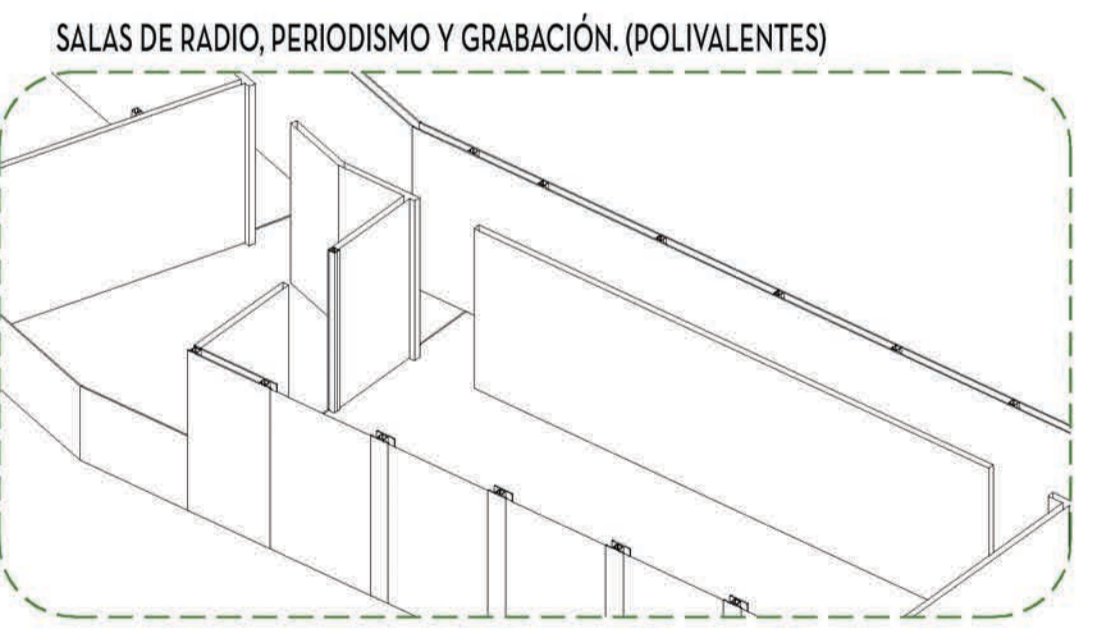 SALAS DE RADIO, PERIODISMO Y GRABACIÓN. (POLIVALENTES)